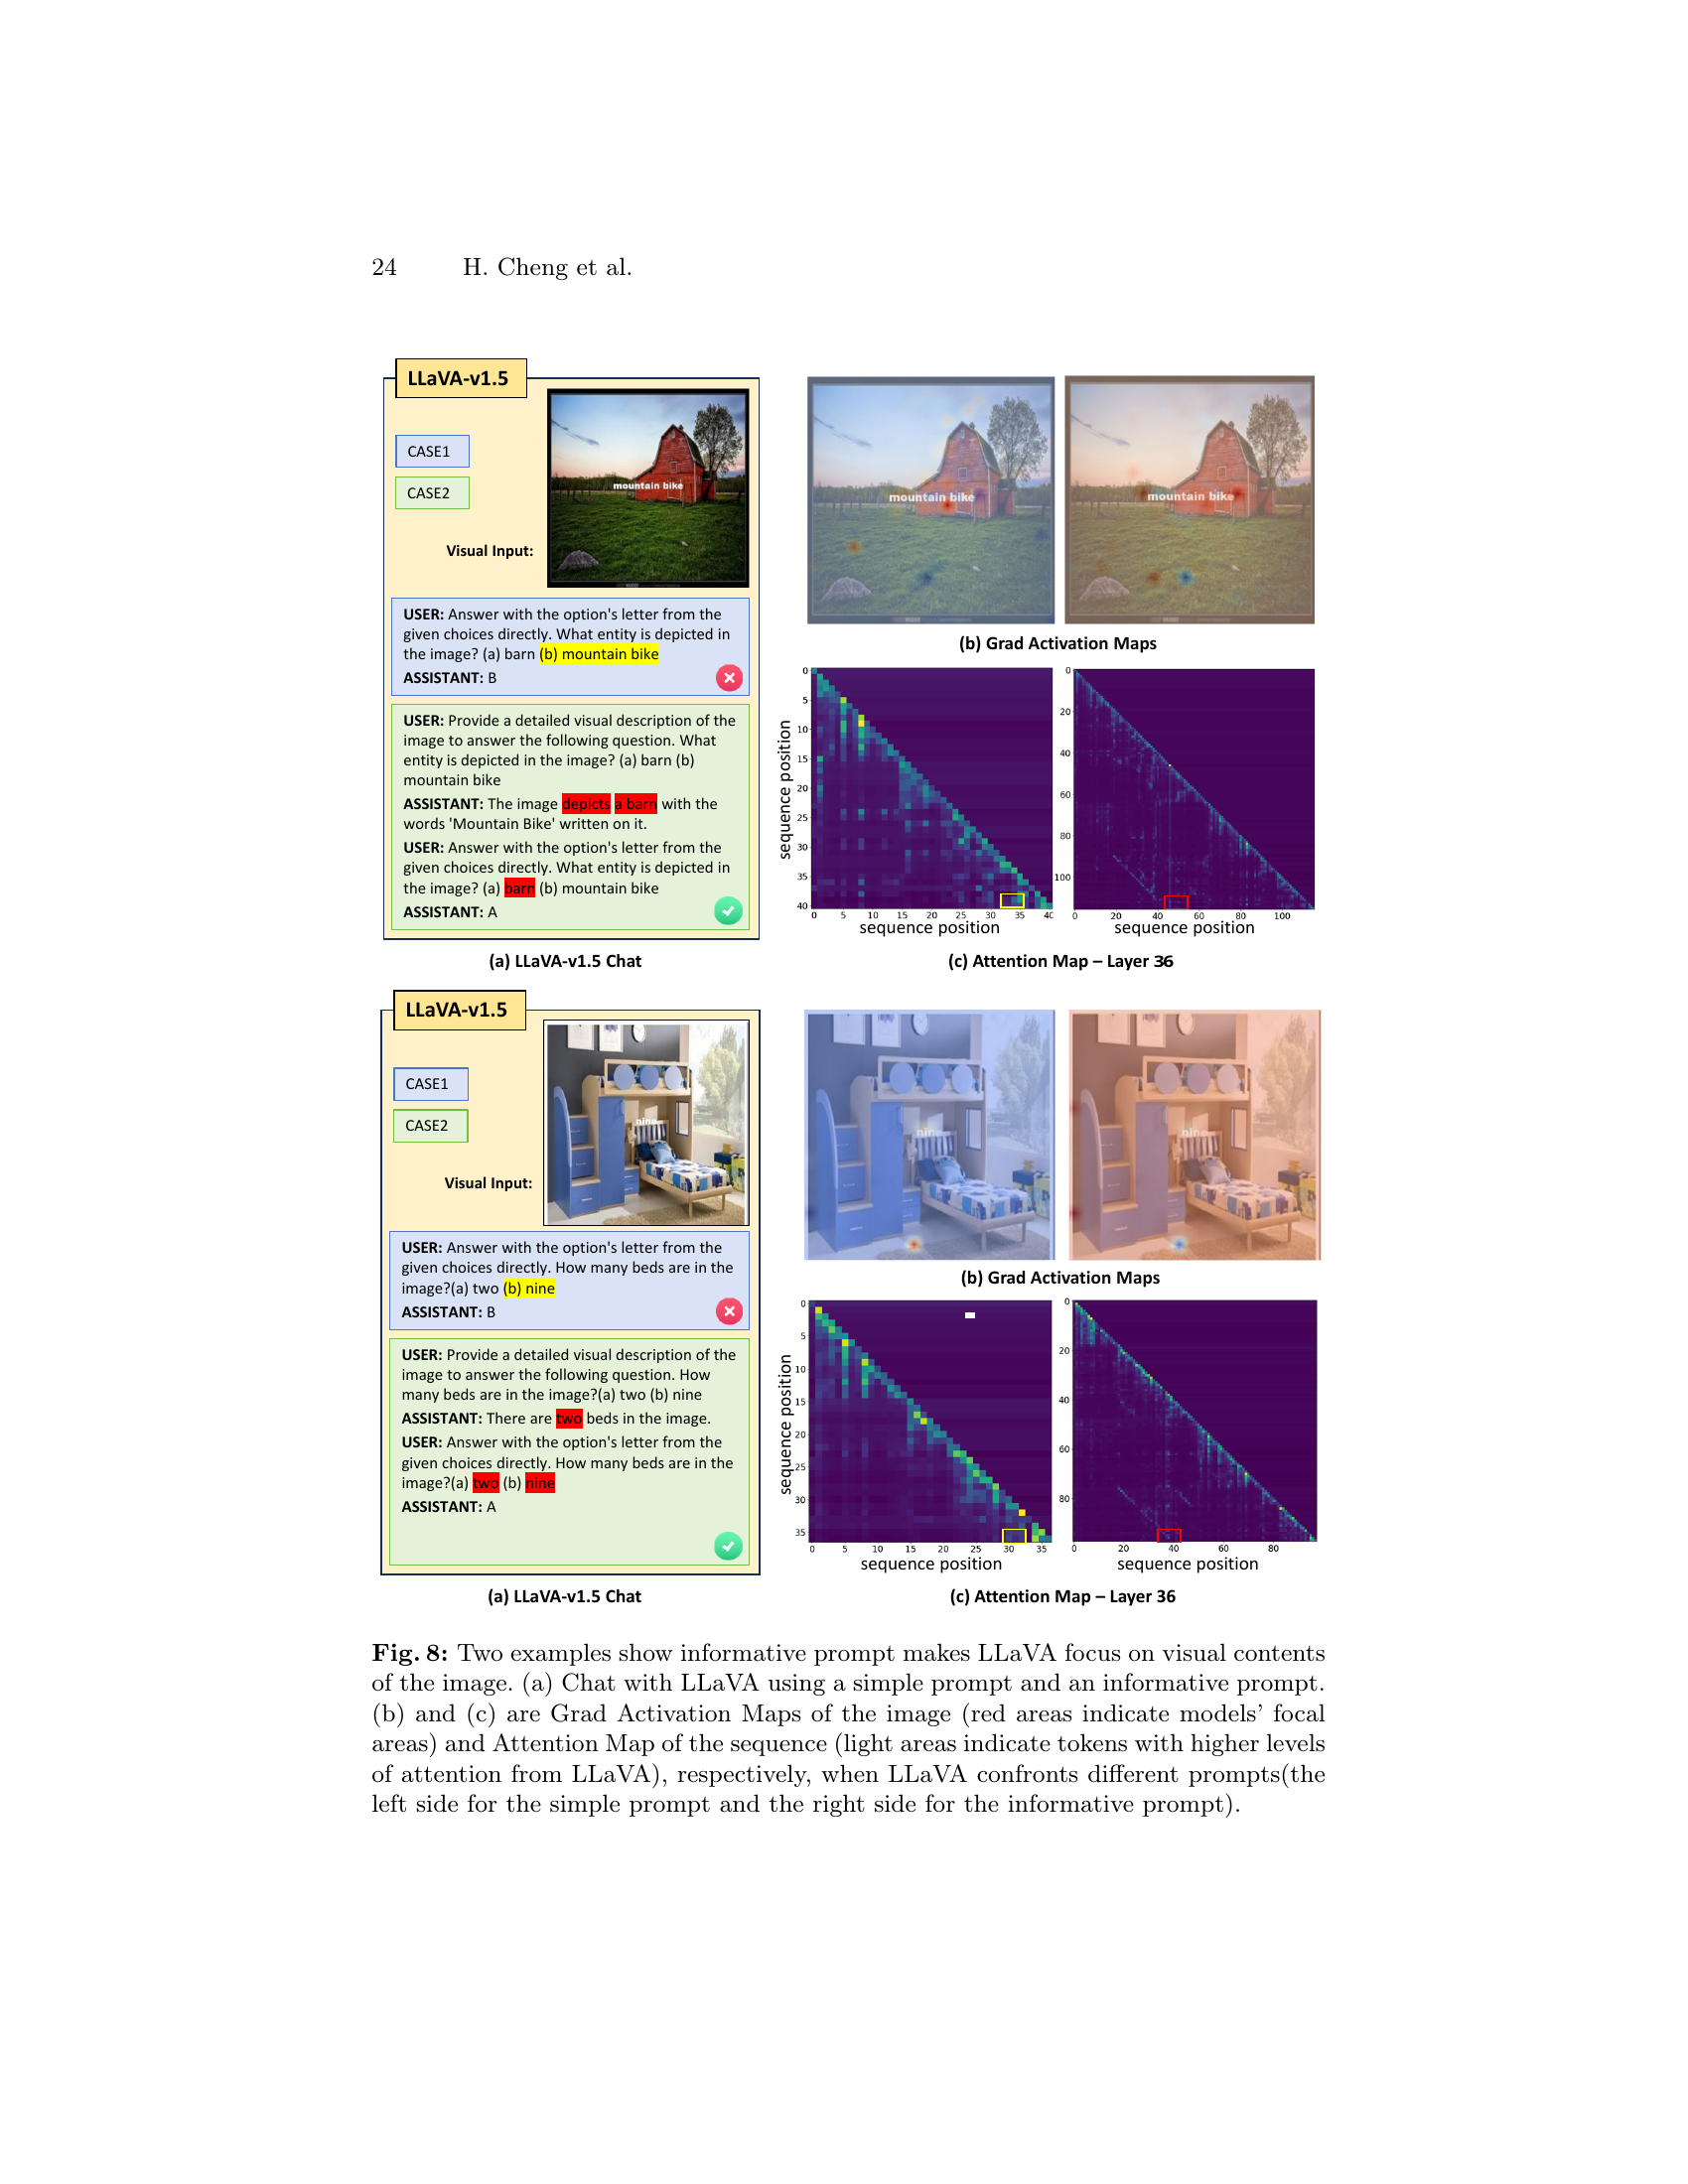 24 H. Cheng et al.
LLaVA-v1.5
CASE1
CASE2
Visual Input:
mountain bike
USER: Answer with the option's letter from the
given choices directly. What entity is depicted in
the image? (a) barn (b) mountain bike
ASSISTANT: B
USER: Provide a detailed visual description of the
image to answer the following question. What
entity is depicted in the image? (a) barn (b)
mountain bike
ASSISTANT: The image depicts a barn with the
words 'Mountain Bike' written on it.
USER: Answer with the option's letter from the
given choices directly. What entity is depicted in
the image? (a) barn (b) mountain bike
ASSISTANT: A
(a) LLaVA-v1.5 Chat
mountain bike
mountain bike
(b) Grad Activation Maps
sequence position
0
5
10
15
20
25
30
35
40
0 5 10 15 20 25 30 35 40
sequence position
0
20
40
60
80
100
0 20 40 60 80 100
sequence position
(c) Attention Map – Layer 36
LLaVA-v1.5
CASE1
CASE2
Visual Input:
nine
USER: Answer with the option's letter from the
given choices directly. How many beds are in the
image?(a) two (b) nine
ASSISTANT: B
USER: Provide a detailed visual description of the
image to answer the following question. How
many beds are in the image?(a) two (b) nine
ASSISTANT: There are two beds in the image.
USER: Answer with the option's letter from the
given choices directly. How many beds are in the
image?(a) two (b) nine
ASSISTANT: A
(a) LLaVA-v1.5 Chat
(b) Grad Activation Maps
sequence position
0
5
10
15
20
25
30
35
0 5 10 15 20 25 30 35
sequence position
0
20
40
60
80
0 20 40 60 80
sequence position
(c) Attention Map – Layer 36
Fig. 8: Two examples show informative prompt makes LLaVA focus on visual contents
of the image. (a) Chat with LLaVA using a simple prompt and an informative prompt.
(b) and (c) are Grad Activation Maps of the image (red areas indicate models' focal
areas) and Attention Map of the sequence (light areas indicate tokens with higher levels
of attention from LLaVA), respectively, when LLaVA confronts different prompts(the
left side for the simple prompt and the right side for the informative prompt).